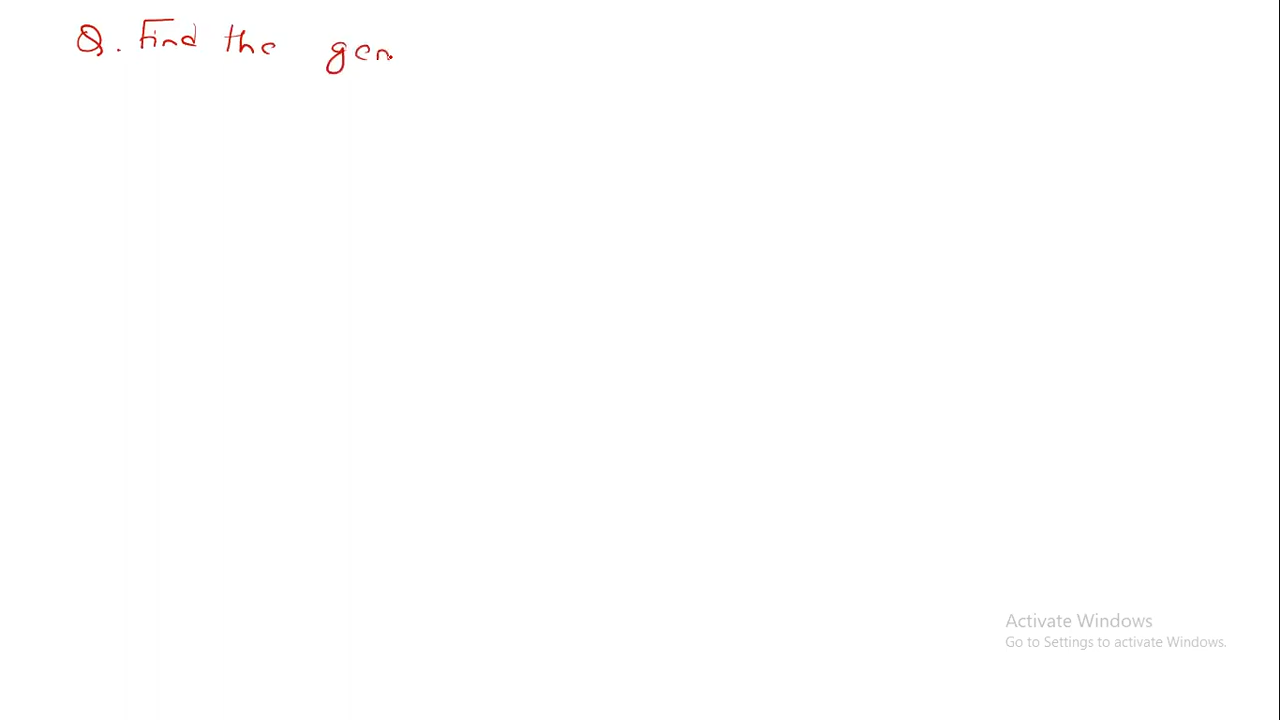 Q. Find the gen
Activate Windows
Go to Settings to activate Windows.